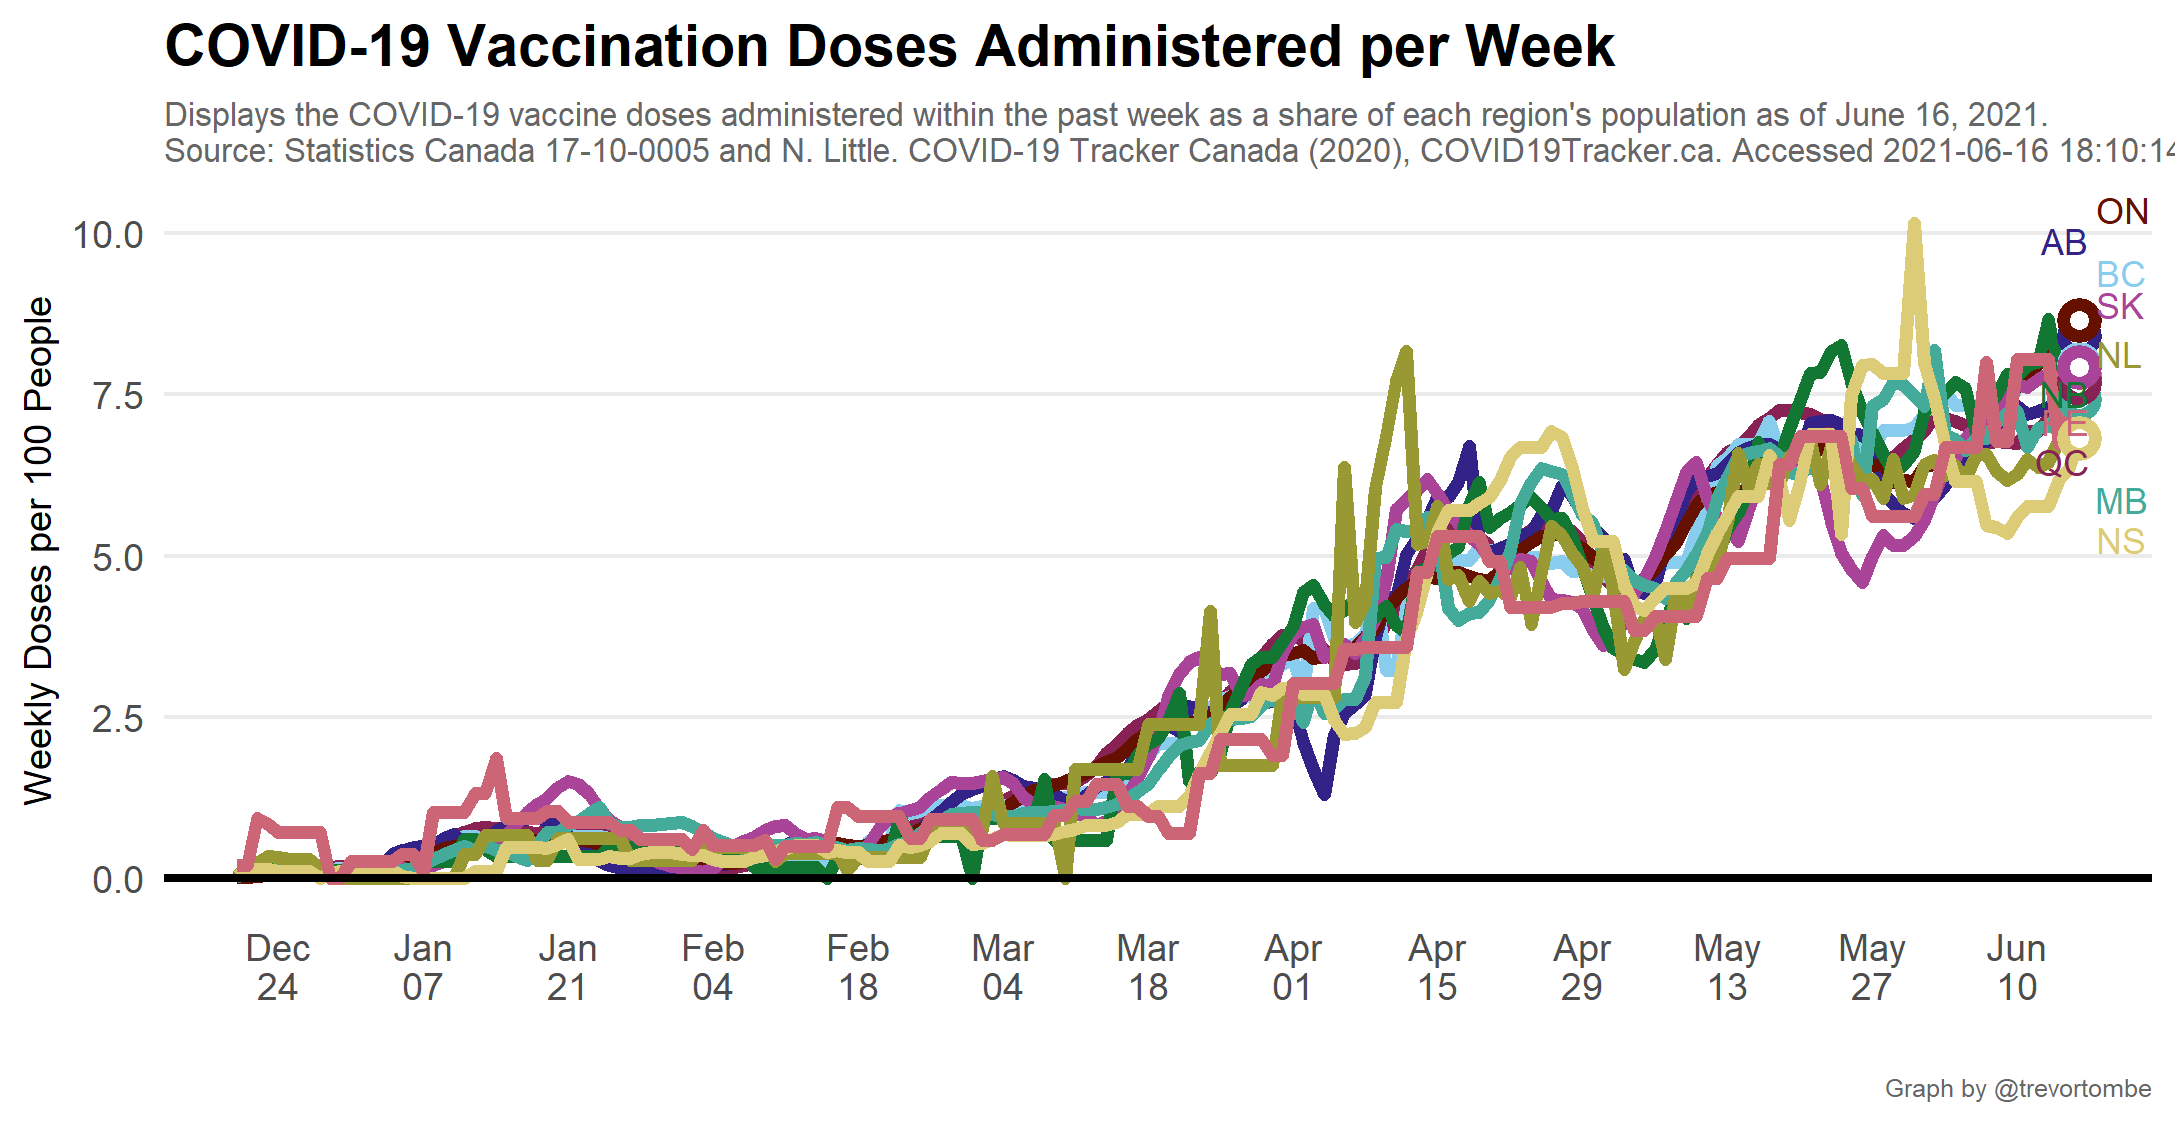 COVID-19 Vaccination Doses Administered per Week
Displays the COVID-19 vaccine doses administered within the past week as a share of each region's population as of June 16, 2021.
Source: Statistics Canada 17-10-0005 and N. Little. COVID-19 Tracker Canada (2020), COVID19Tracker.ca. Accessed 2021-06-16 18:10:14
Weekly Doses per 100 People
10.0
7.5
5.0
2.5
0.0
ON
AB
BC
SK
NL
NB
PE
QC
MB
NS
Dec 
24
Jan 
07
Jan 
21
Feb 
04
Feb 
18
Mar 
04
Mar 
18
Apr 
01
Apr 
15
Apr 
29
May 
13
May 
27
Jun 
10
Graph by @trevortombe